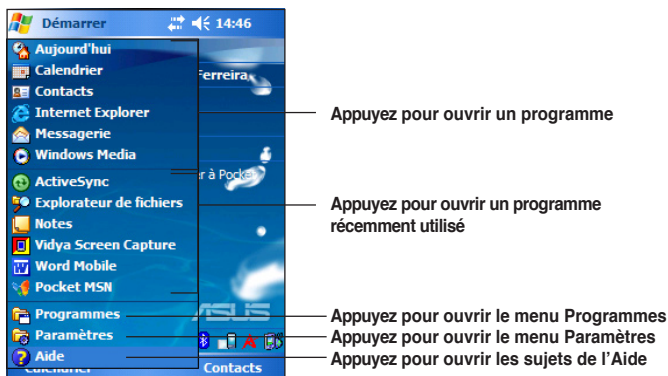 Démarrer 14:46
Aujourd'hui
Calendrier
Ferreira
Contacts
Internet Explorer
Appuyez pour ouvrir un programme
Messagerie
Windows Media
er à Pocket
ActiveSync
Explorateur de fichiers
Appuyez pour ouvrir un programme
récemment utilisé
Notes
Vidya Screen Capture
Word Mobile
Pocket MSN
Programmes
ASUS
Appuyez pour ouvrir le menu Programmes
Paramètres
Appuyez pour ouvrir le menu Paramètres
Aide
Appuyez pour ouvrir les sujets de l’Aide
Calendrier Contacts